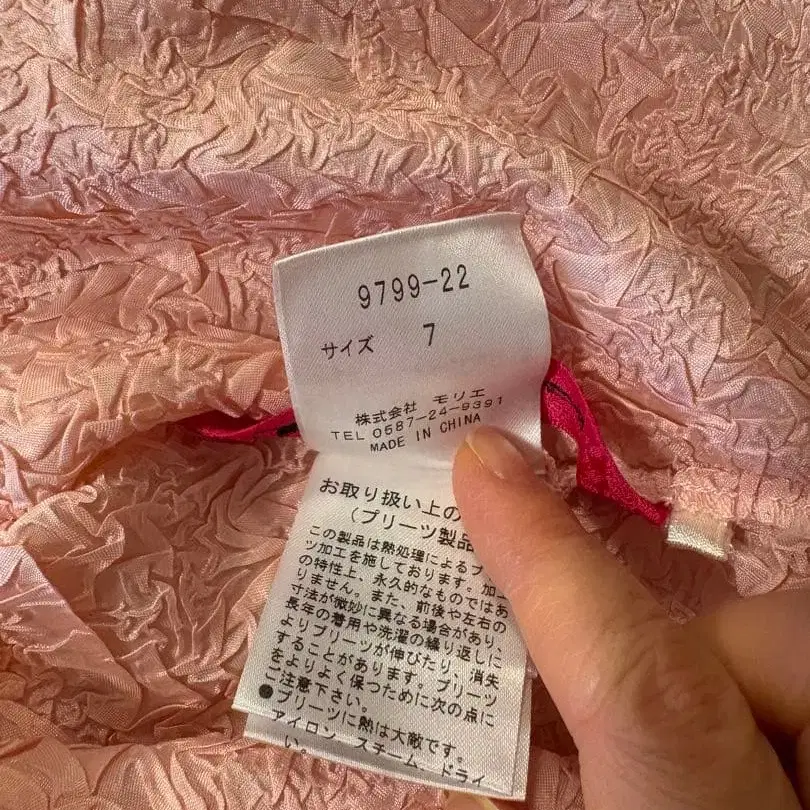 9799-22
サイズ 7
株式会社 モリエ
TEL 0587-24-9391
MADE IN CHINA
お取り扱い上の
(プリーツ製品
この製品は熱処理によるプ
ツ加工を施しております。加工
の特性上、永久的なものではあ
りません。また、前後や左右の
寸法が微妙に異なる場合があり、
長年の着用や洗濯の繰り返しに
よりプリーツが伸びたり、消失
することがあります。プリーツ
をよりよく保つために次の点に
ご注意下さい。
●プリーツに熱は大敵です。
アイロン、スチーム、ドライ
い。